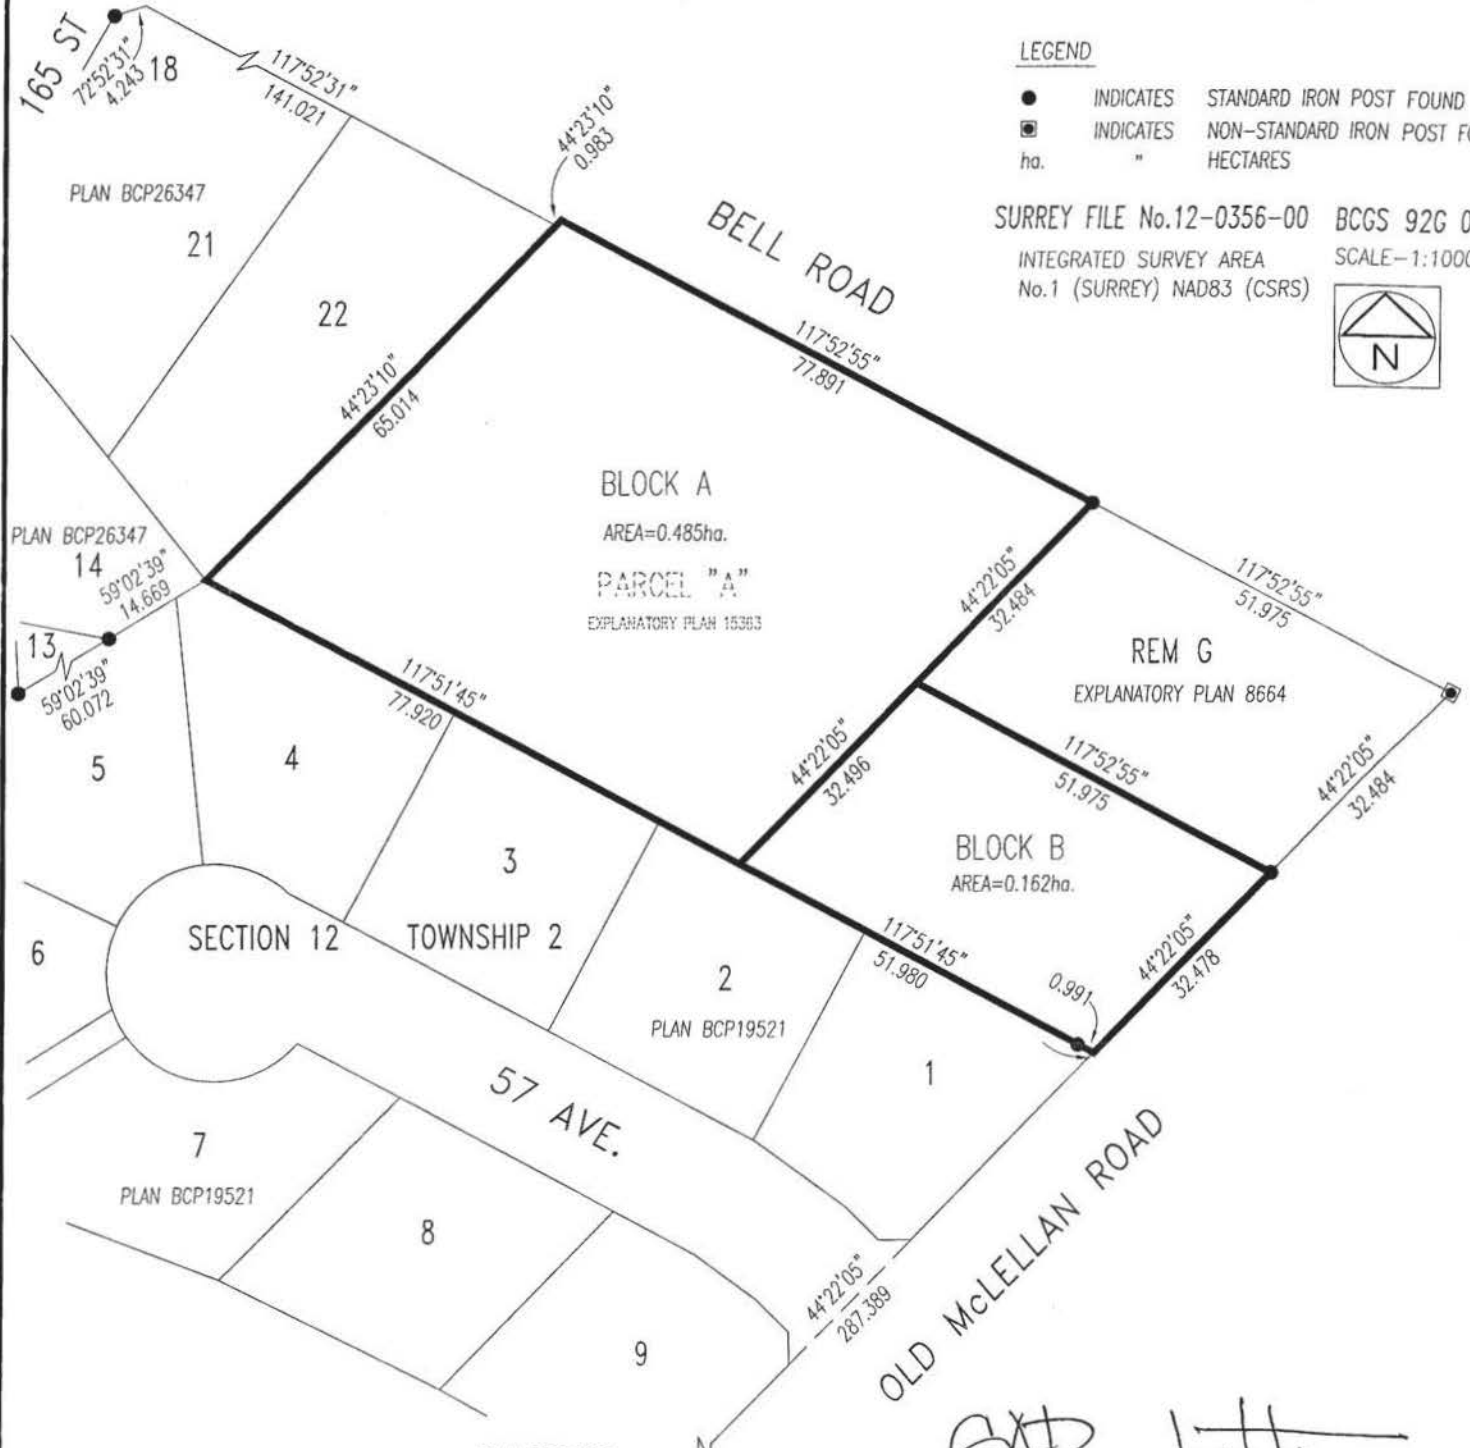 165 ST
72°52'31"
4.243
18
117°52'31"
141.021
44°23'10"
0.983
LEGEND
INDICATES STANDARD IRON POST FOUND
INDICATES NON-STANDARD IRON POST
ha. " HECTARES
SURREY FILE No.12-0356-00 BCGS 92G
INTEGRATED SURVEY AREA SCALE-1:1000
No.1 (SURREY) NAD83 (CSRS)
N
PLAN BCP26347
21
22
BELL ROAD
117°52'55"
77.891
44°23'10"
65.014
BLOCK A
AREA=0.485ha.
PARCEL "A"
EXPLANATORY PLAN 15363
PLAN BCP26347
14
59°02'39"
14.669
13
59°02'39"
60.072
44°22'05"
32.484
117°52'55"
51.975
REM G
EXPLANATORY PLAN 8664
117°51'45"
77.920
44°22'05"
32.496
117°52'55"
51.975
44°22'05"
32.484
5
4
3
BLOCK B
AREA=0.162ha.
6
SECTION 12
TOWNSHIP 2
2
PLAN BCP19521
117°51'45"
51.980
0.991
44°22'05"
32.478
1
57 AVE.
7
PLAN BCP19521
8
9
44°22'05"
287.389
OLD McLELLAN ROAD